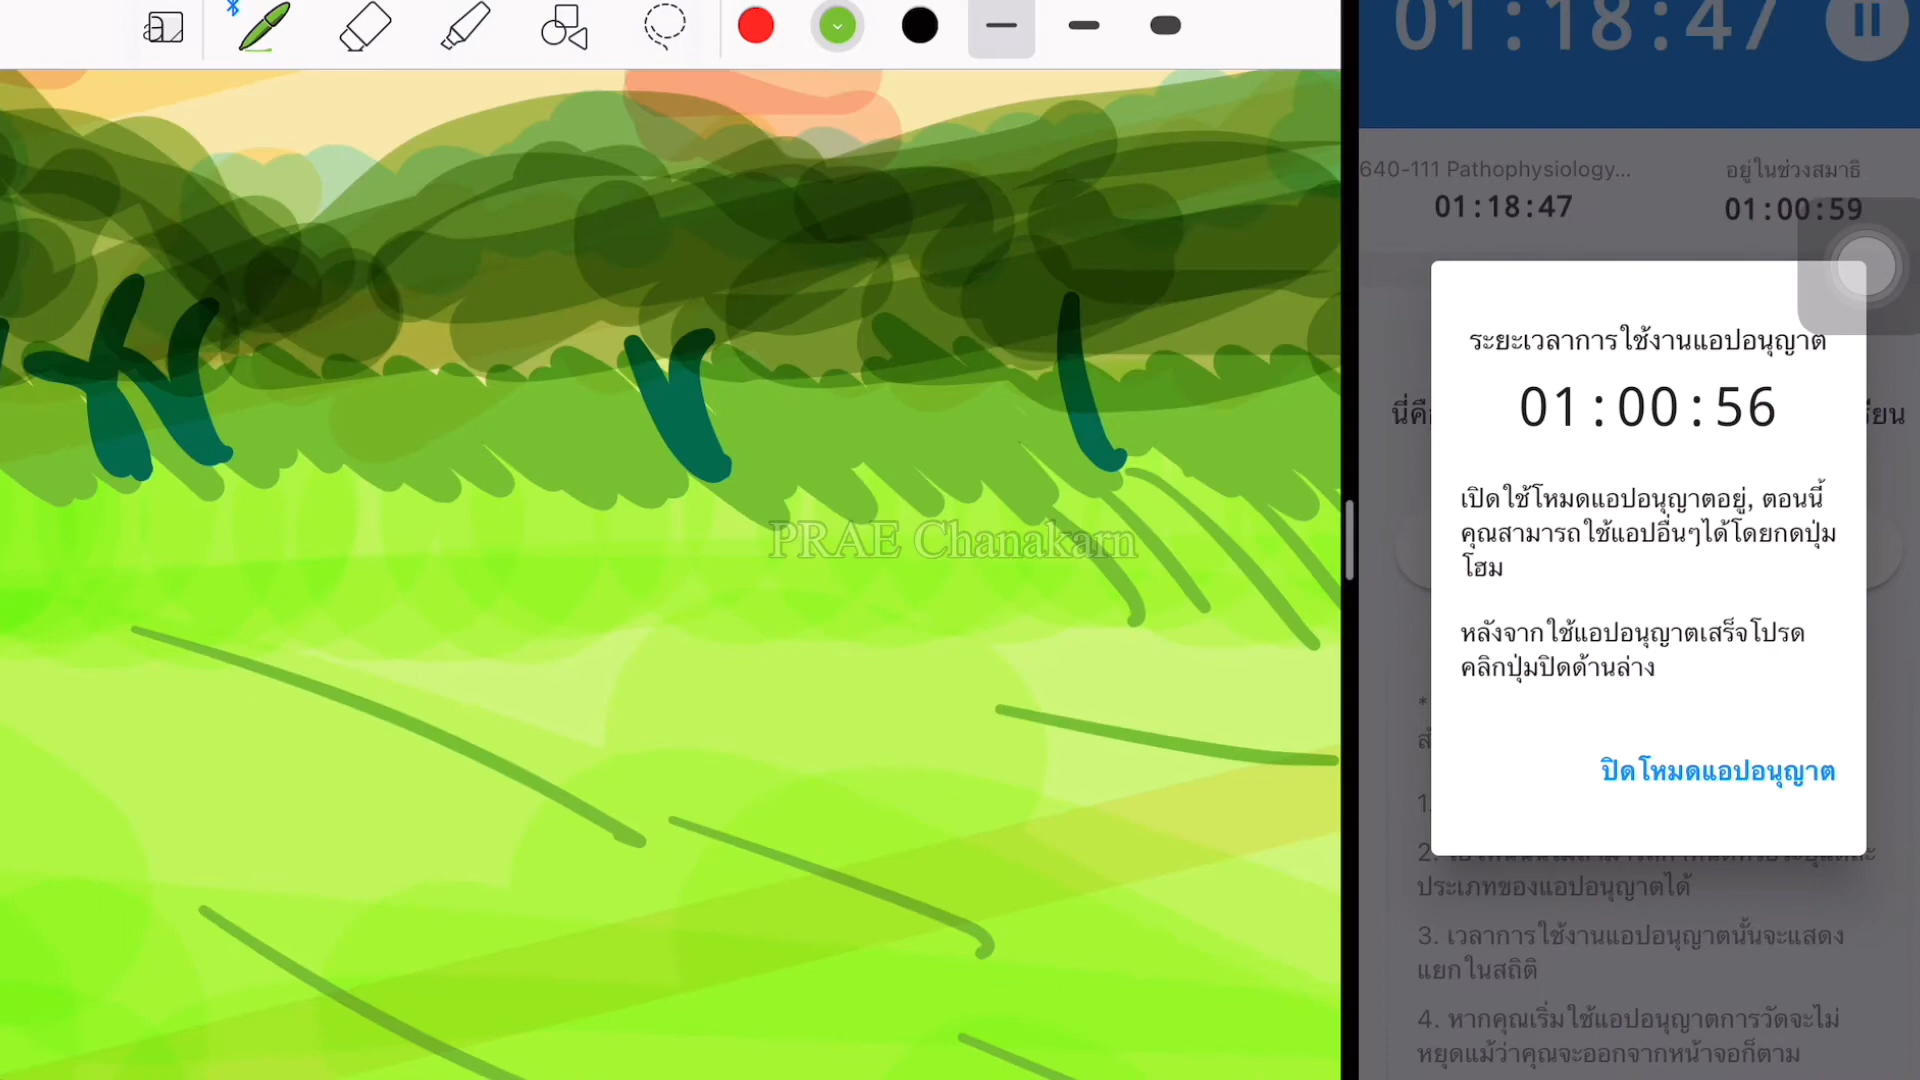 01:18:47
640-111 Pathophysiology...
อยู่ในช่วงสมาธิ
01:18:47
01:00:59
ระยะเวลาการใช้งานแอปอนุญาต
01:00:56
นี่คือ
เรียน
เปิดใช้โหมดแอปอนุญาตอยู่, ตอนนี้
คุณสามารถใช้แอปอื่นๆได้โดยกดปุ่ม
โฮม
PRAE Chanakarn
หลังจากใช้แอปอนุญาตเสร็จโปรด
คลิกปุ่มปิดด้านล่าง
*
ปิดโหมดแอปอนุญาต
1.
2.
ประเภทของแอปอนุญาตได้
3. เวลาการใช้งานแอปอนุญาตนั้นจะแสดง
แยกในสถิติ
4. หากคุณเริ่มใช้แอปอนุญาตการวัดจะไม่
หยุดแม้ว่าคุณจะออกจากหน้าจอก็ตาม